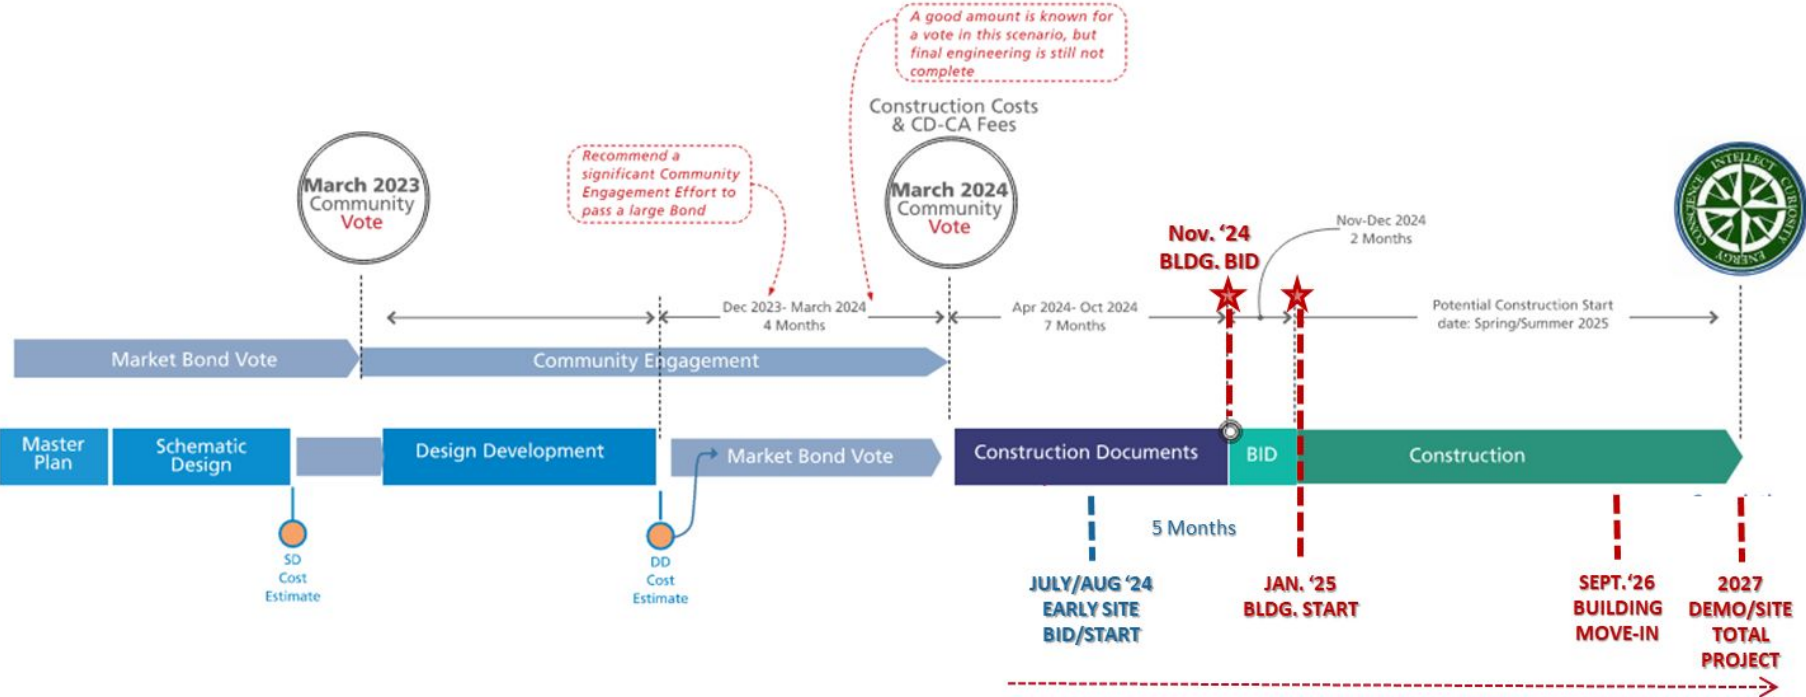 A good amount is known for
a vote in this scenario, but
final engineering is still not
complete
Construction Costs
& CD-CA Fees
Recommend a
significant Community
Engagement Effort to
pass a large Bond
March 2023
Community
Vote
March 2024
Community
Vote
INTELLECT CURIOSITY ENERGY CONSCIENCE
Nov. ‘24
BLDG. BID
Nov-Dec 2024
2 Months
Dec 2023- March 2024
4 Months
Apr 2024- Oct 2024
7 Months
Potential Construction Start
date: Spring/Summer 2025
Market Bond Vote
Community Engagement
Master
Plan
Schematic
Design
Design Development
Market Bond Vote
Construction Documents
BID
Construction
5 Months
SD
Cost
Estimate
DD
Cost
Estimate
JULY/AUG ‘24
EARLY SITE
BID/START
JAN. ‘25
BLDG. START
SEPT.‘26
BUILDING
MOVE-IN
2027
DEMO/SITE
TOTAL
PROJECT